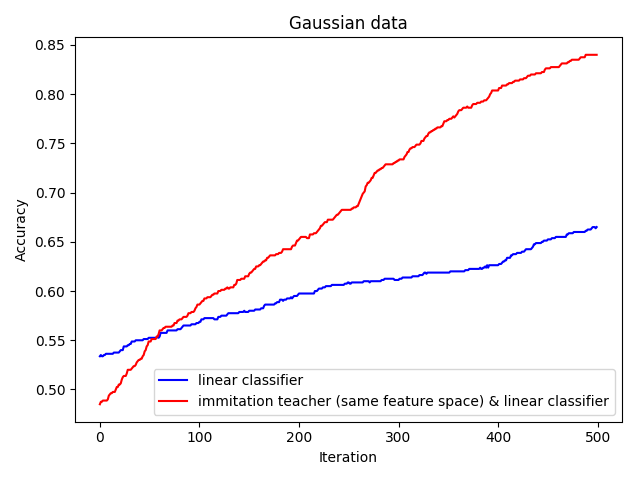 Gaussian data
Accuracy
0.85
0.80
0.75
0.70
0.65
0.60
0.55
0.50
linear classifier
immitation teacher (same feature space) & linear classifier
0 100 200 300 400 500
Iteration